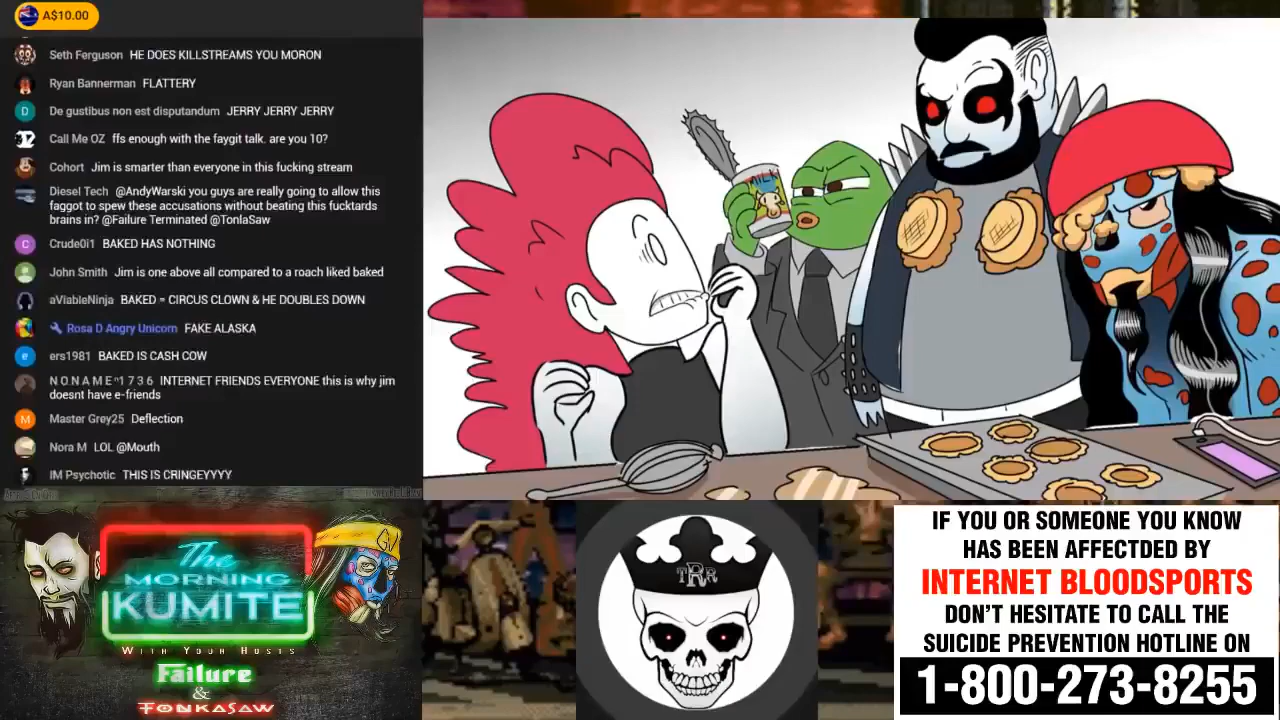 A$10.00
Seth Ferguson HE DOES KILLSTREAMS YOU MORON
Ryan Bannerman FLATTERY
D De gustibus non est disputandum JERRY JERRY JERRY
Call Me OZ ffs enough with the faygit talk. are you 10?
Cohort Jim is smarter than everyone in this fucking stream
Diesel Tech @AndyWarski you guys are really going to allow this
faggot to spew these accusations without beating this fucktards
brains in? @Failure Terminated @TonlaSaw
C Crude0i1 BAKED HAS NOTHING
John Smith Jim is one above all compared to a roach liked baked
aViableNinja BAKED = CIRCUS CLOWN & HE DOUBLES DOWN
Rosa D Angry Unicorn FAKE ALASKA
e ers1981 BAKED IS CASH COW
N O N A M E ᵐ1 7 3 6 INTERNET FRIENDS EVERYONE this is why jim
doesnt have e-friends
M Master Grey25 Deflection
Nora M LOL @Mouth
IM Psychotic THIS IS CRINGEYYYY
MILK
The
MORNING
KUMITE
WITH YOUR HOSTS
Failure
&
TONKASAW
TRR
IF YOU OR SOMEONE YOU KNOW
HAS BEEN AFFECTDED BY
INTERNET BLOODSPORTS
DON'T HESITATE TO CALL THE
SUICIDE PREVENTION HOTLINE ON
1-800-273-8255